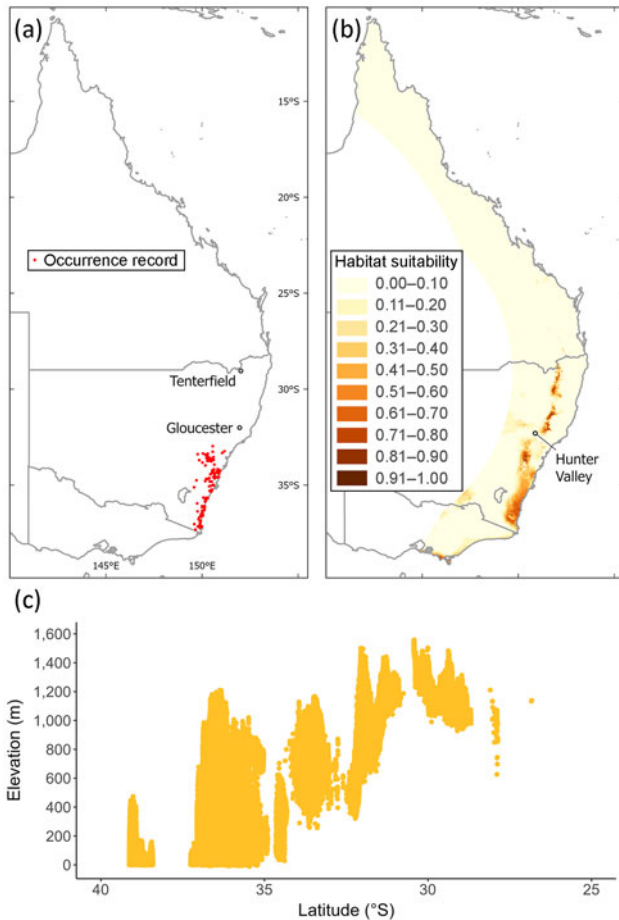 (a)
15°S
20°S
Occurrence record
25°S
Tenterfield
30°S
Gloucester
35°S
145°E 150°E
(b)
Habitat suitability
0.00–0.10
0.11–0.20
0.21–0.30
0.31–0.40
0.41–0.50
0.51–0.60
0.61–0.70
0.71–0.80
0.81–0.90
0.91–1.00
Hunter
Valley
(c)
1,600
1,400
1,200
1,000
800
600
400
200
0
Elevation (m)
40 35 30 25
Latitude (°S)